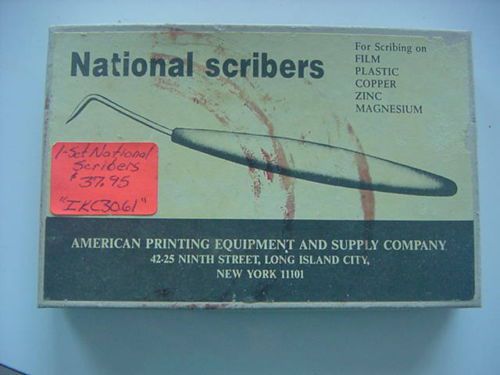 National scribers
For Scribing on
FILM
PLASTIC
COPPER
ZINC
MAGNESIUM
1-Set National
Scribers
$37.95
"IKC3061"
AMERICAN PRINTING EQUIPMENT AND SUPPLY COMPANY
42-25 NINTH STREET, LONG ISLAND CITY,
NEW YORK 11101